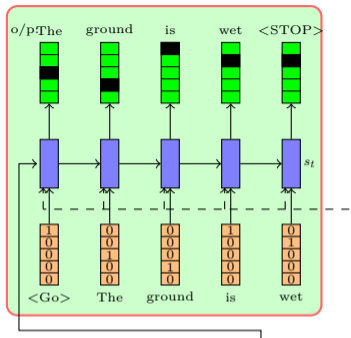 o/p: The ground is wet <STOP>
s_t
1 0 0 1 0
0 0 0 0 1
0 1 0 0 0
0 0 1 0 0
0 0 0 0 0
<Go> The ground is wet